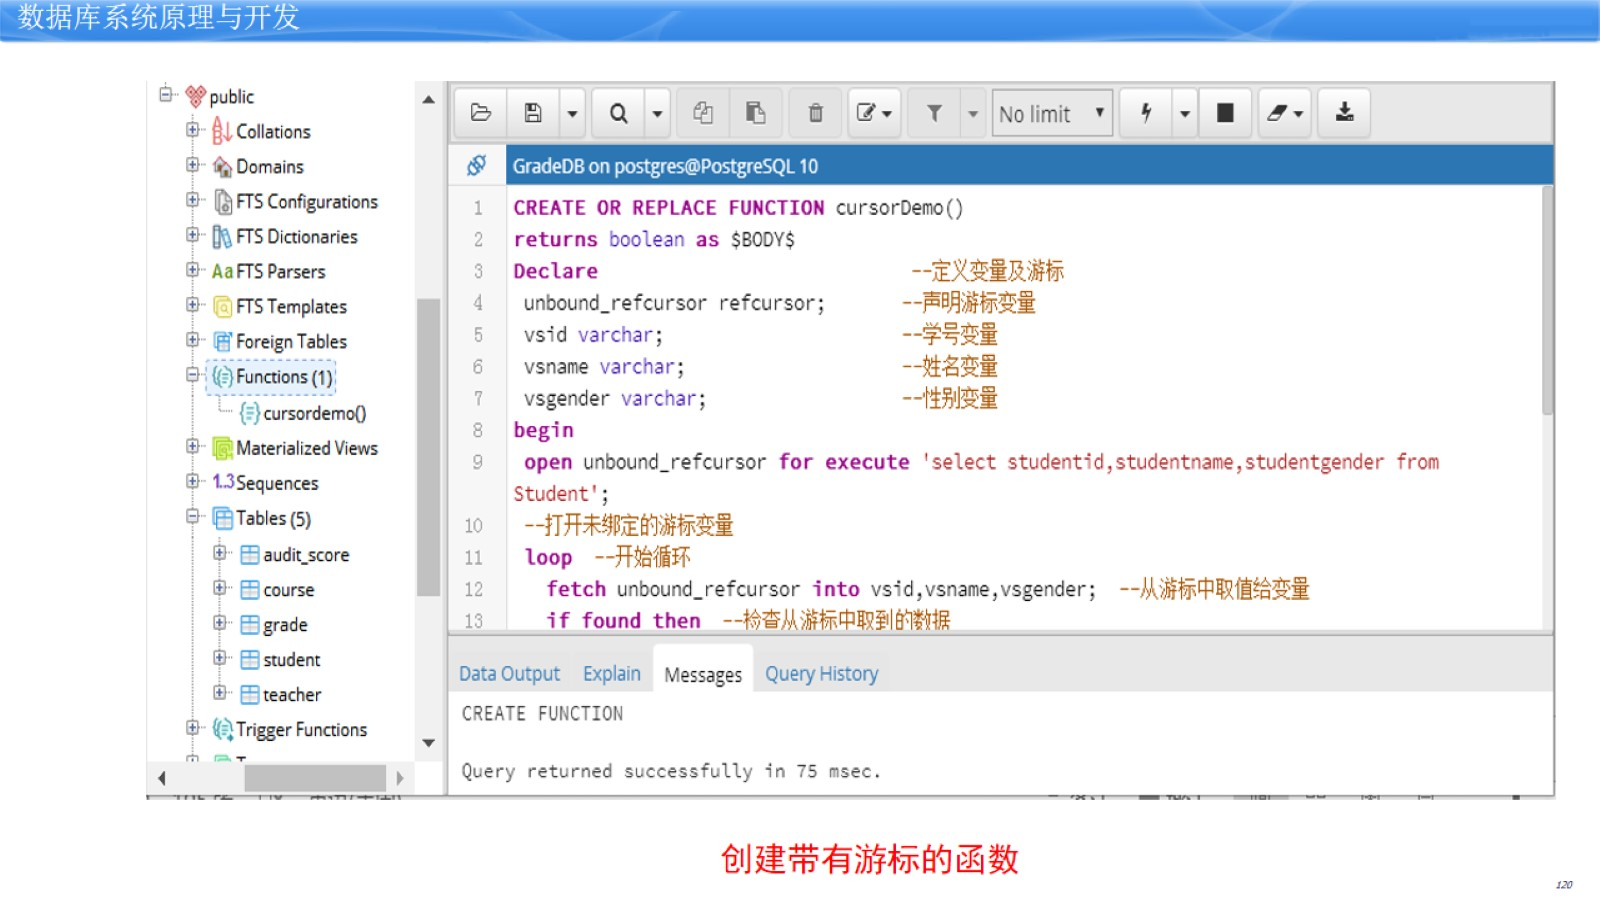 数据库系统原理与开发
public
Collations
Domains
FTS Configurations
FTS Dictionaries
FTS Parsers
FTS Templates
Foreign Tables
Functions (1)
cursordemo()
Materialized Views
1.3 Sequences
Tables (5)
audit_score
course
grade
student
teacher
Trigger Functions
No limit
GradeDB on postgres@PostgreSQL 10
1 CREATE OR REPLACE FUNCTION cursorDemo()
2 returns boolean as $BODY$
3 Declare --定义变量及游标
4 unbound_refcursor refcursor; --声明游标变量
5 vsid varchar; --学号变量
6 vsname varchar; --姓名变量
7 vsgender varchar; --性别变量
8 begin
9 open unbound_refcursor for execute 'select studentid,studentname,studentgender from
Student';
10 --打开未绑定的游标变量
11 loop --开始循环
12 fetch unbound_refcursor into vsid,vsname,vsgender; --从游标中取值给变量
13 if found then --检查从游标中取到的数据
Data Output Explain Messages Query History
CREATE FUNCTION
Query returned successfully in 75 msec.
创建带有游标的函数
120